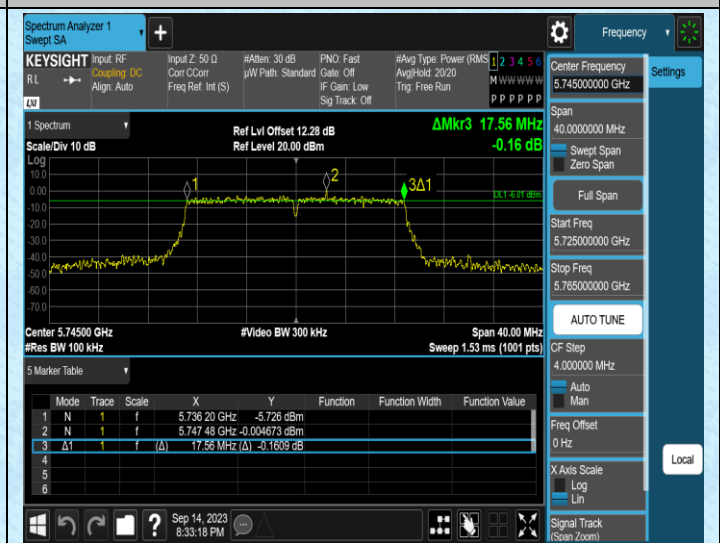 Spectrum Analyzer 1
Swept SA
+
Frequency
KEYSIGHT Input: RF Input Z: 50 Ω #Atten: 30 dB PNO: Fast #Avg Type: Power (RMS 1 2 3 4 5 6
RL Coupling: DC Corr CCorr µW Path: Standard Gate: Off Avg|Hold: 20/20 M W W W W W
Align: Auto Freq Ref: Int (S) IF Gain: Low Trig: Free Run
Sig Track: Off P P P P P P
LXI
1 Spectrum
Ref Lvl Offset 12.28 dB ΔMkr3 17.56 MHz
Scale/Div 10 dB Ref Level 20.00 dBm -0.16 dB
Log
10.0
0.00
-10.0
-20.0
-30.0
-40.0
-50.0
-60.0
-70.0
1
2
3Δ1
DL1 -6.01 dBm
Center 5.74500 GHz #Video BW 300 kHz Span 40.00 MHz
#Res BW 100 kHz Sweep 1.53 ms (1001 pts)
5 Marker Table
Mode Trace Scale X Y Function Function Width Function Value
1 N 1 f 5.736 20 GHz -5.726 dBm
2 N 1 f 5.747 48 GHz -0.004673 dBm
3 Δ1 1 f (Δ) 17.56 MHz (Δ) -0.1609 dB
4
5
6
?
Sep 14, 2023
8:33:18 PM
Center Frequency
5.745000000 GHz
Span
40.0000000 MHz
Swept Span
Zero Span
Full Span
Start Freq
5.725000000 GHz
Stop Freq
5.765000000 GHz
AUTO TUNE
CF Step
4.000000 MHz
Auto
Man
Freq Offset
0 Hz
X Axis Scale
Log
Lin
Signal Track
(Span Zoom)
Settings
Local